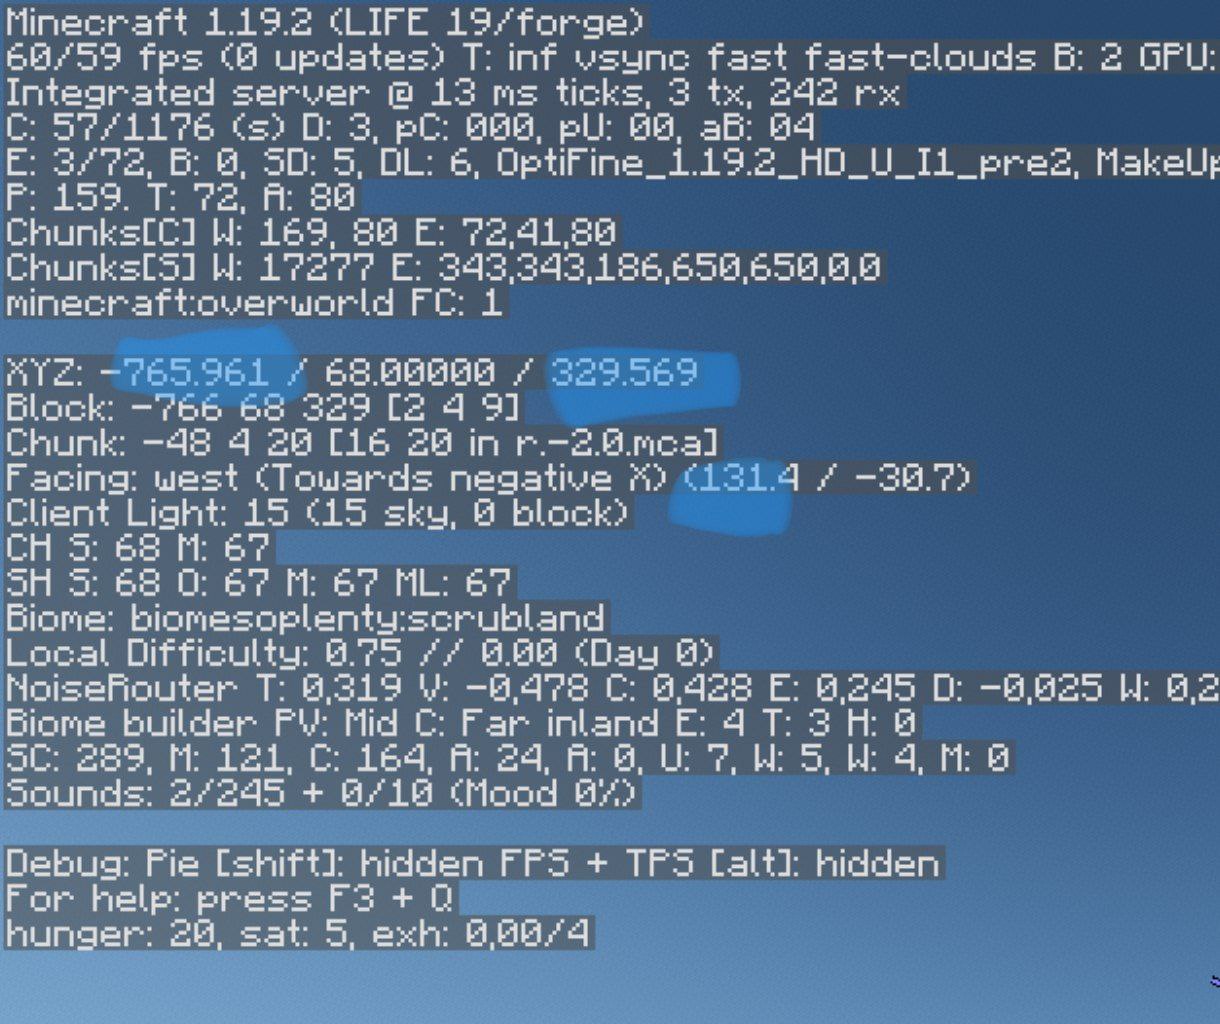 Minecraft 1.19.2 (LIFE 19/forge)
60/59 fps (0 updates) T: inf vsync fast fast-clouds B: 2 GPU:
Integrated server @ 13 ms ticks, 3 tx, 242 rx
C: 57/1176 (s) D: 3, pC: 000, pU: 00, aB: 04
E: 3/72, B: 0, SD: 5, DL: 6, OptiFine_1.19.2_HD_U_I1_pre2, MakeUp
P: 159. T: 72, A: 80
Chunks[C] W: 169, 80 E: 72,41,80
Chunks[S] W: 17277 E: 343,343,186,650,650,0,0
minecraft:overworld FC: 1
XYZ: -765.961 / 68.00000 / 329.569
Block: -766 68 329 [2 4 9]
Chunk: -48 4 20 [16 20 in r.-2.0.mca]
Facing: west (Towards negative X) (131.4 / -30.7)
Client Light: 15 (15 sky, 0 block)
CH S: 68 M: 67
SH S: 68 O: 67 M: 67 ML: 67
Biome: biomesoplenty:scrubland
Local Difficulty: 0.75 // 0.00 (Day 0)
NoiseRouter T: 0,319 V: -0,478 C: 0,428 E: 0,245 D: -0,025 W: 0,2
Biome builder PV: Mid C: Far inland E: 4 T: 3 H: 0
SC: 289, M: 121, C: 164, A: 24, A: 0, U: 7, W: 5, W: 4, M: 0
Sounds: 2/245 + 0/10 (Mood 0%)
Debug: Pie [shift]: hidden FPS + TPS [alt]: hidden
For help: press F3 + Q
hunger: 20, sat: 5, exh: 0,00/4